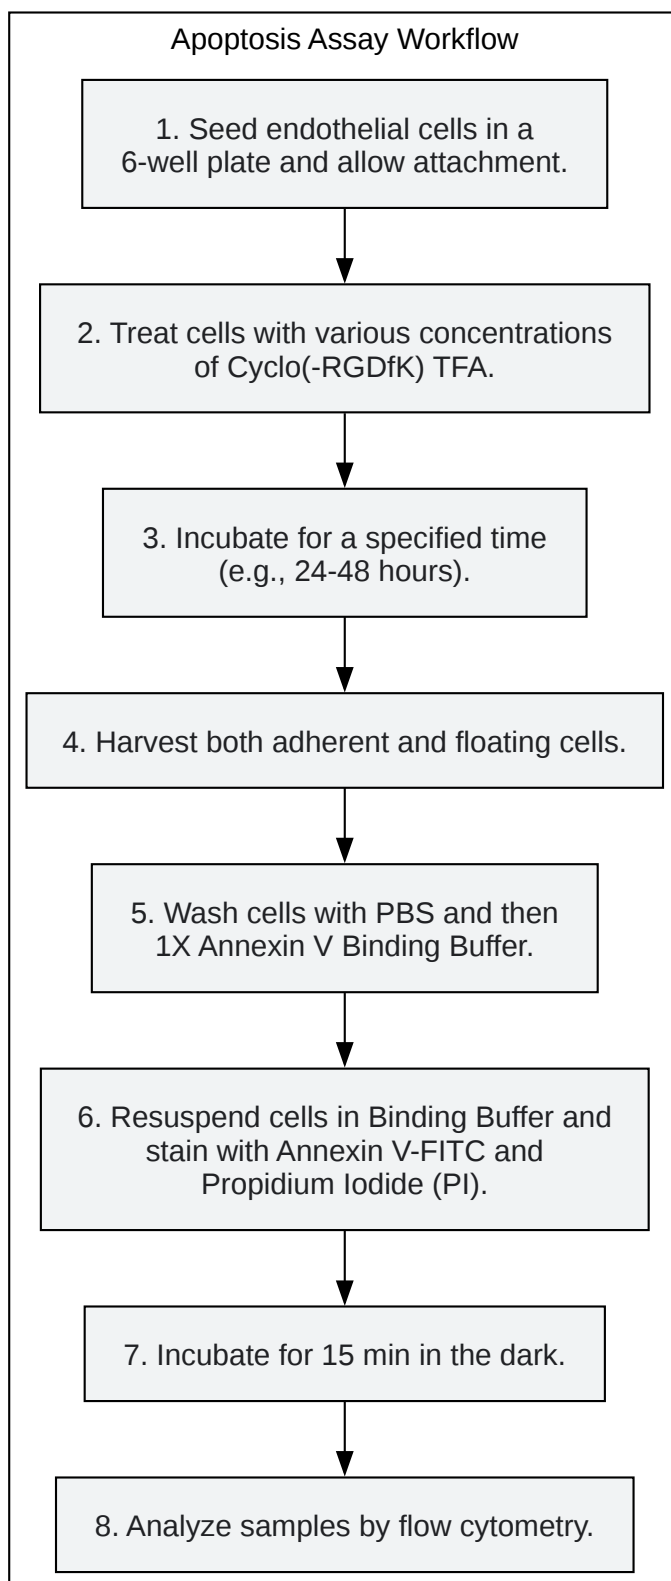 Apoptosis Assay Workflow
1. Seed endothelial cells in a
6-well plate and allow attachment.
2. Treat cells with various concentrations
of Cyclo(-RGDfK) TFA.
3. Incubate for a specified time
(e.g., 24-48 hours).
4. Harvest both adherent and floating cells.
5. Wash cells with PBS and then
1X Annexin V Binding Buffer.
6. Resuspend cells in Binding Buffer and
stain with Annexin V-FITC and
Propidium Iodide (PI).
7. Incubate for 15 min in the dark.
8. Analyze samples by flow cytometry.